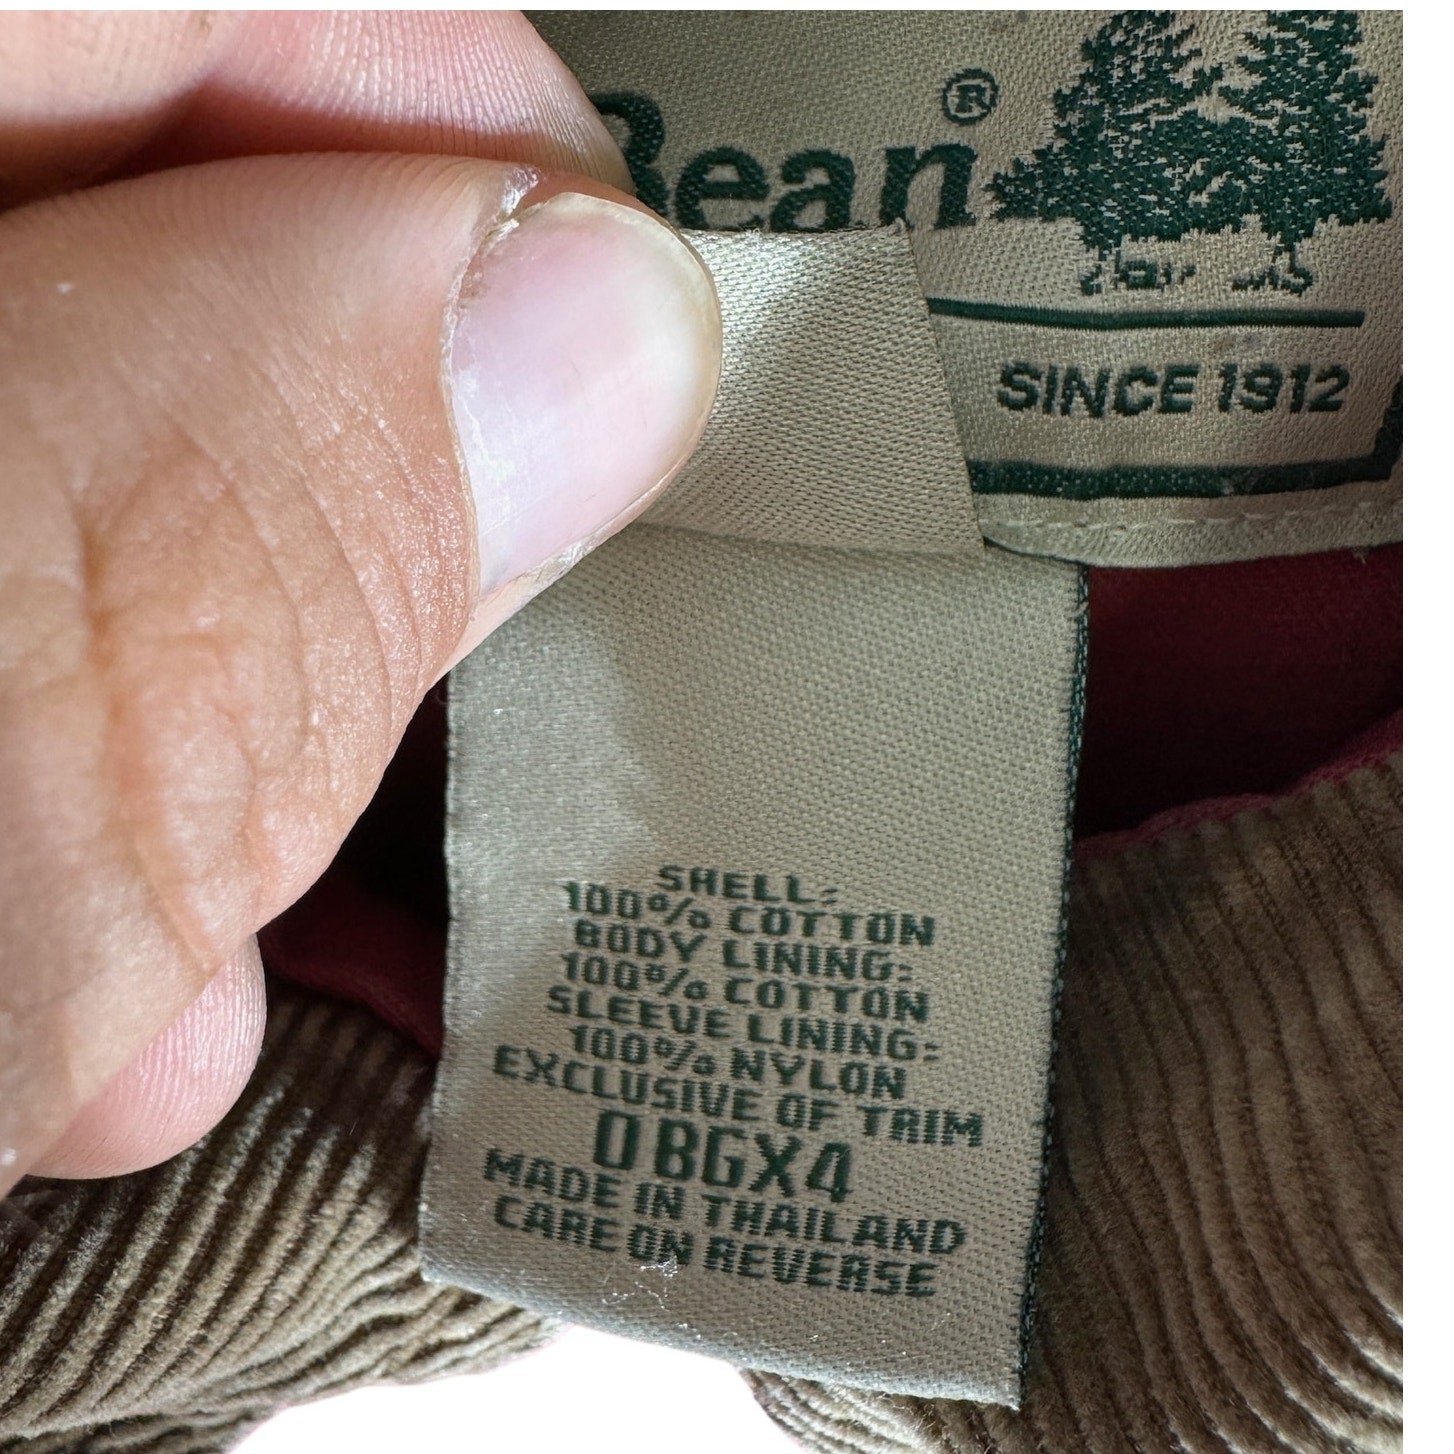 Bean®
SINCE 1912
SHELL:
100% COTTON
BODY LINING:
100% COTTON
SLEEVE LINING:
100% NYLON
EXCLUSIVE OF TRIM
0BGX4
MADE IN THAILAND
CARE ON REVERSE